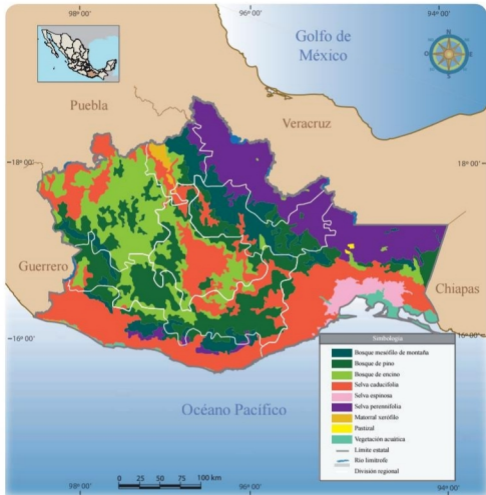 98° 00'
96° 00'
94° 00'
Golfo de
México
Puebla
Veracruz
18° 00'
18° 00'
Guerrero
Chiapas
16° 00'
16° 00'
Océano Pacífico
Simbología
Bosque mesófilo de montaña
Bosque de pino
Bosque de encino
Selva caducifolia
Selva espinosa
Selva perennifolia
Matorral xerófilo
Pastizal
Vegetación acuática
Límite estatal
Río limítrofe
División regional
0 25 50 75 100 km
98° 00'
96° 00'
94° 00'